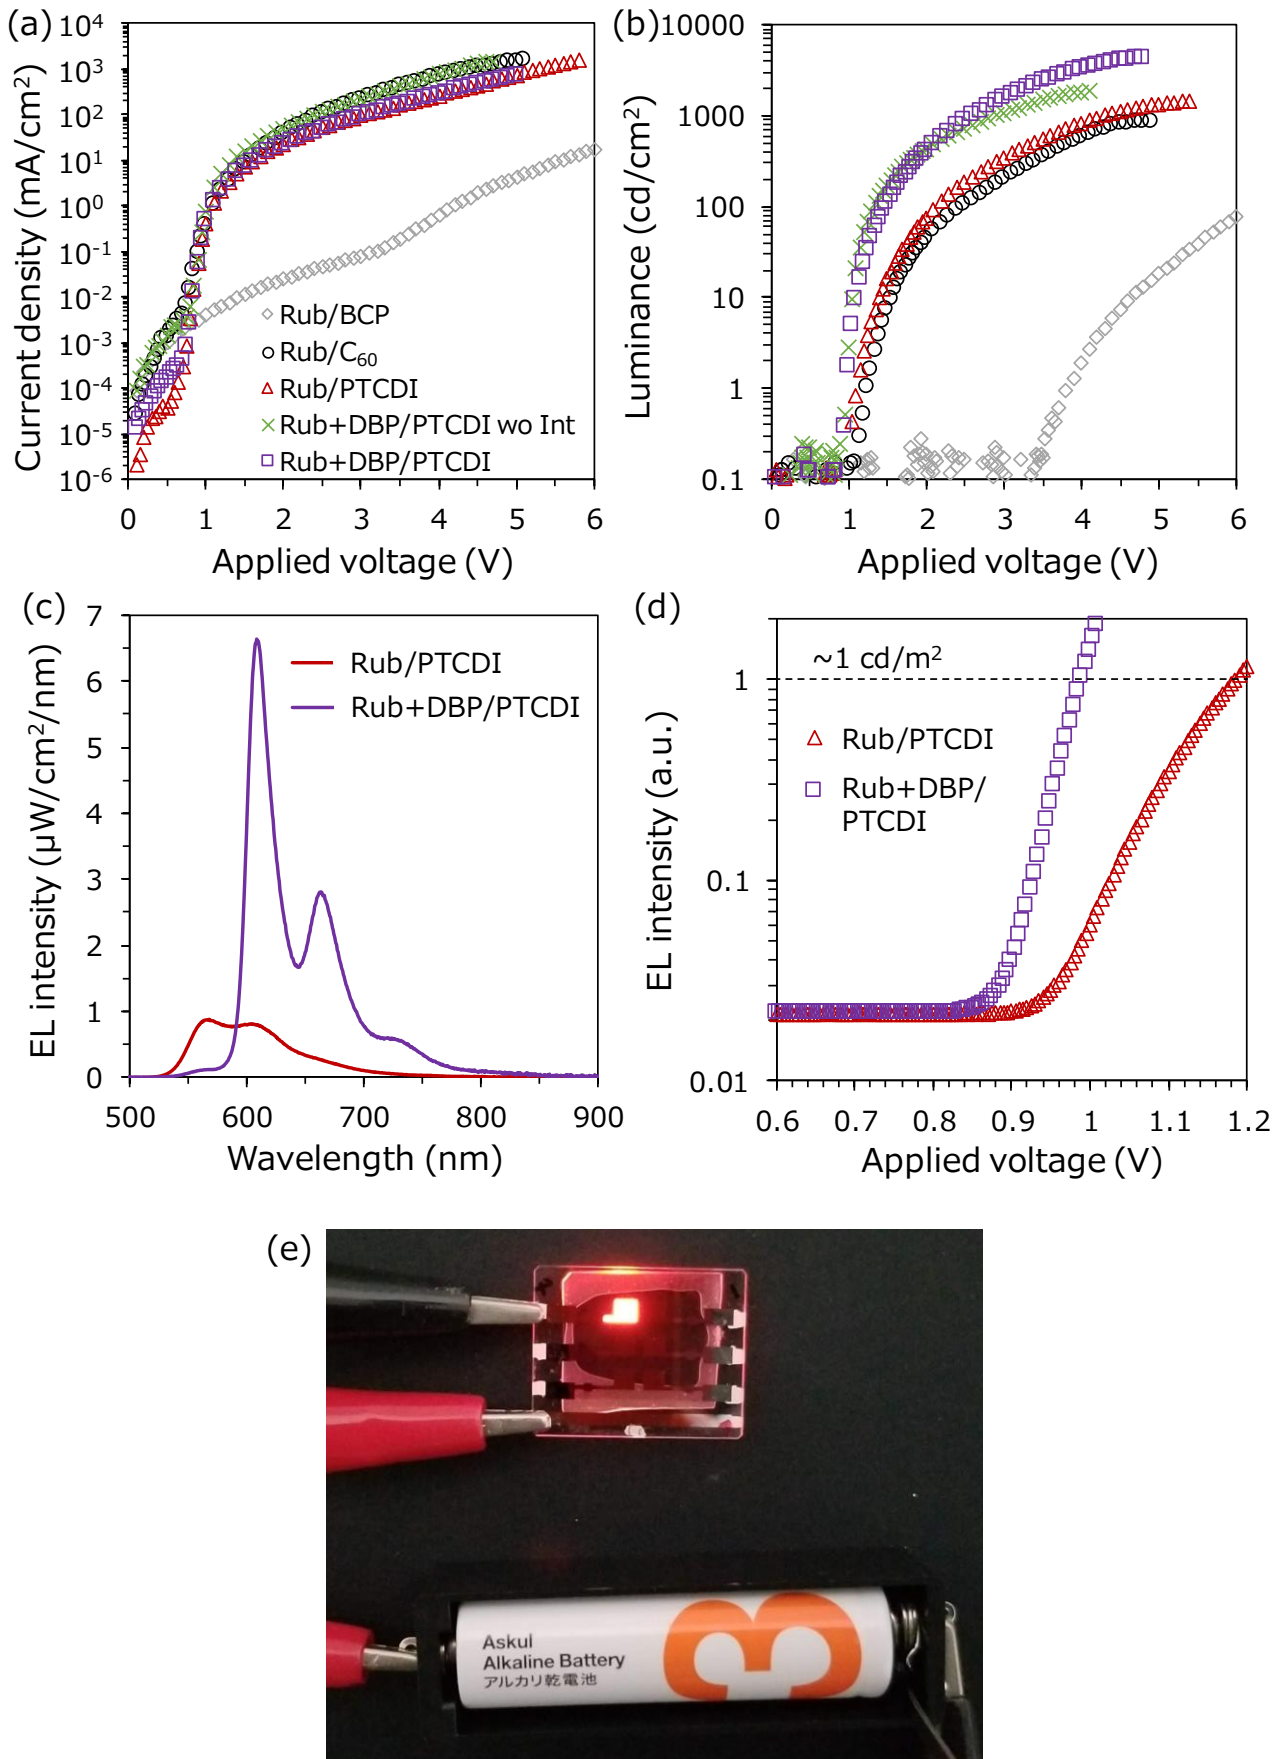 (a)
Current density (mA/cm²)
10⁴
10³
10²
10¹
10⁰
10⁻¹
10⁻²
10⁻³
10⁻⁴
10⁻⁵
10⁻⁶
Rub/BCP
Rub/C₆₀
Rub/PTCDI
Rub+DBP/PTCDI wo Int
Rub+DBP/PTCDI
0 1 2 3 4 5 6
Applied voltage (V)
(b)
Luminance (cd/cm²)
10000
1000
100
10
1
0.1
0 1 2 3 4 5 6
Applied voltage (V)
(c)
EL intensity (μW/cm²/nm)
7
6
5
4
3
2
1
0
Rub/PTCDI
Rub+DBP/PTCDI
500 600 700 800 900
Wavelength (nm)
(d)
EL intensity (a.u.)
~1 cd/m²
1
0.1
0.01
Rub/PTCDI
Rub+DBP/
PTCDI
0.6 0.7 0.8 0.9 1 1.1 1.2
Applied voltage (V)
(e)
Askul
Alkaline Battery
アルカリ乾電池
3